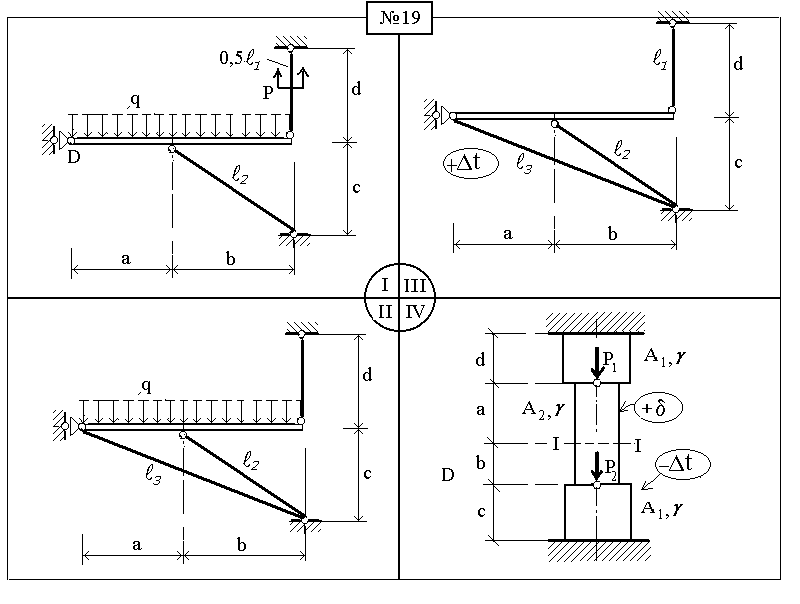 №19
0,5ℓ1
P
d
q
D
ℓ2
c
a
b
ℓ1
d
+Δt
ℓ3
ℓ2
c
a
b
I
III
II
IV
q
d
ℓ3
ℓ2
c
a
b
d
P1
A1, γ
a
A2, γ
+δ
I
I
b
D
P2
–Δt
c
A1, γ